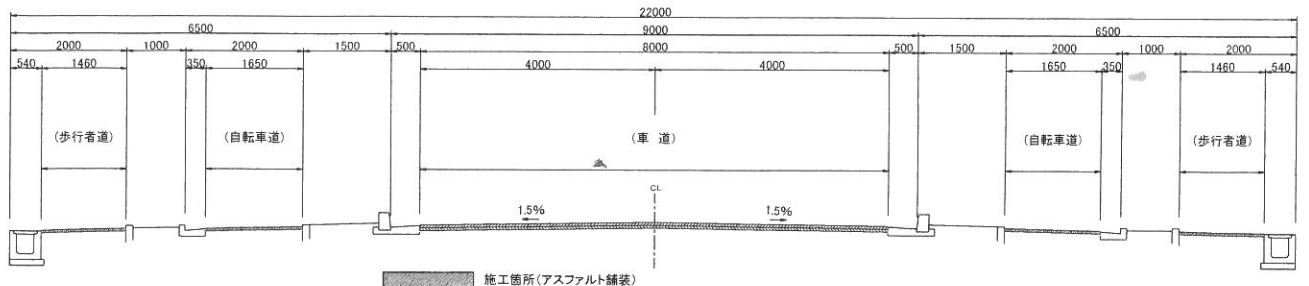 22000
6500 9000 6500
2000 1000 2000 1500 500 8000 500 1500 2000 1000 2000
540 1460 350 1650 4000 4000 1650 350 1460 540
(歩行者道) (自転車道) (車 道) (自転車道) (歩行者道)
CL
1.5% 1.5%
施工箇所(アスファルト舗装)